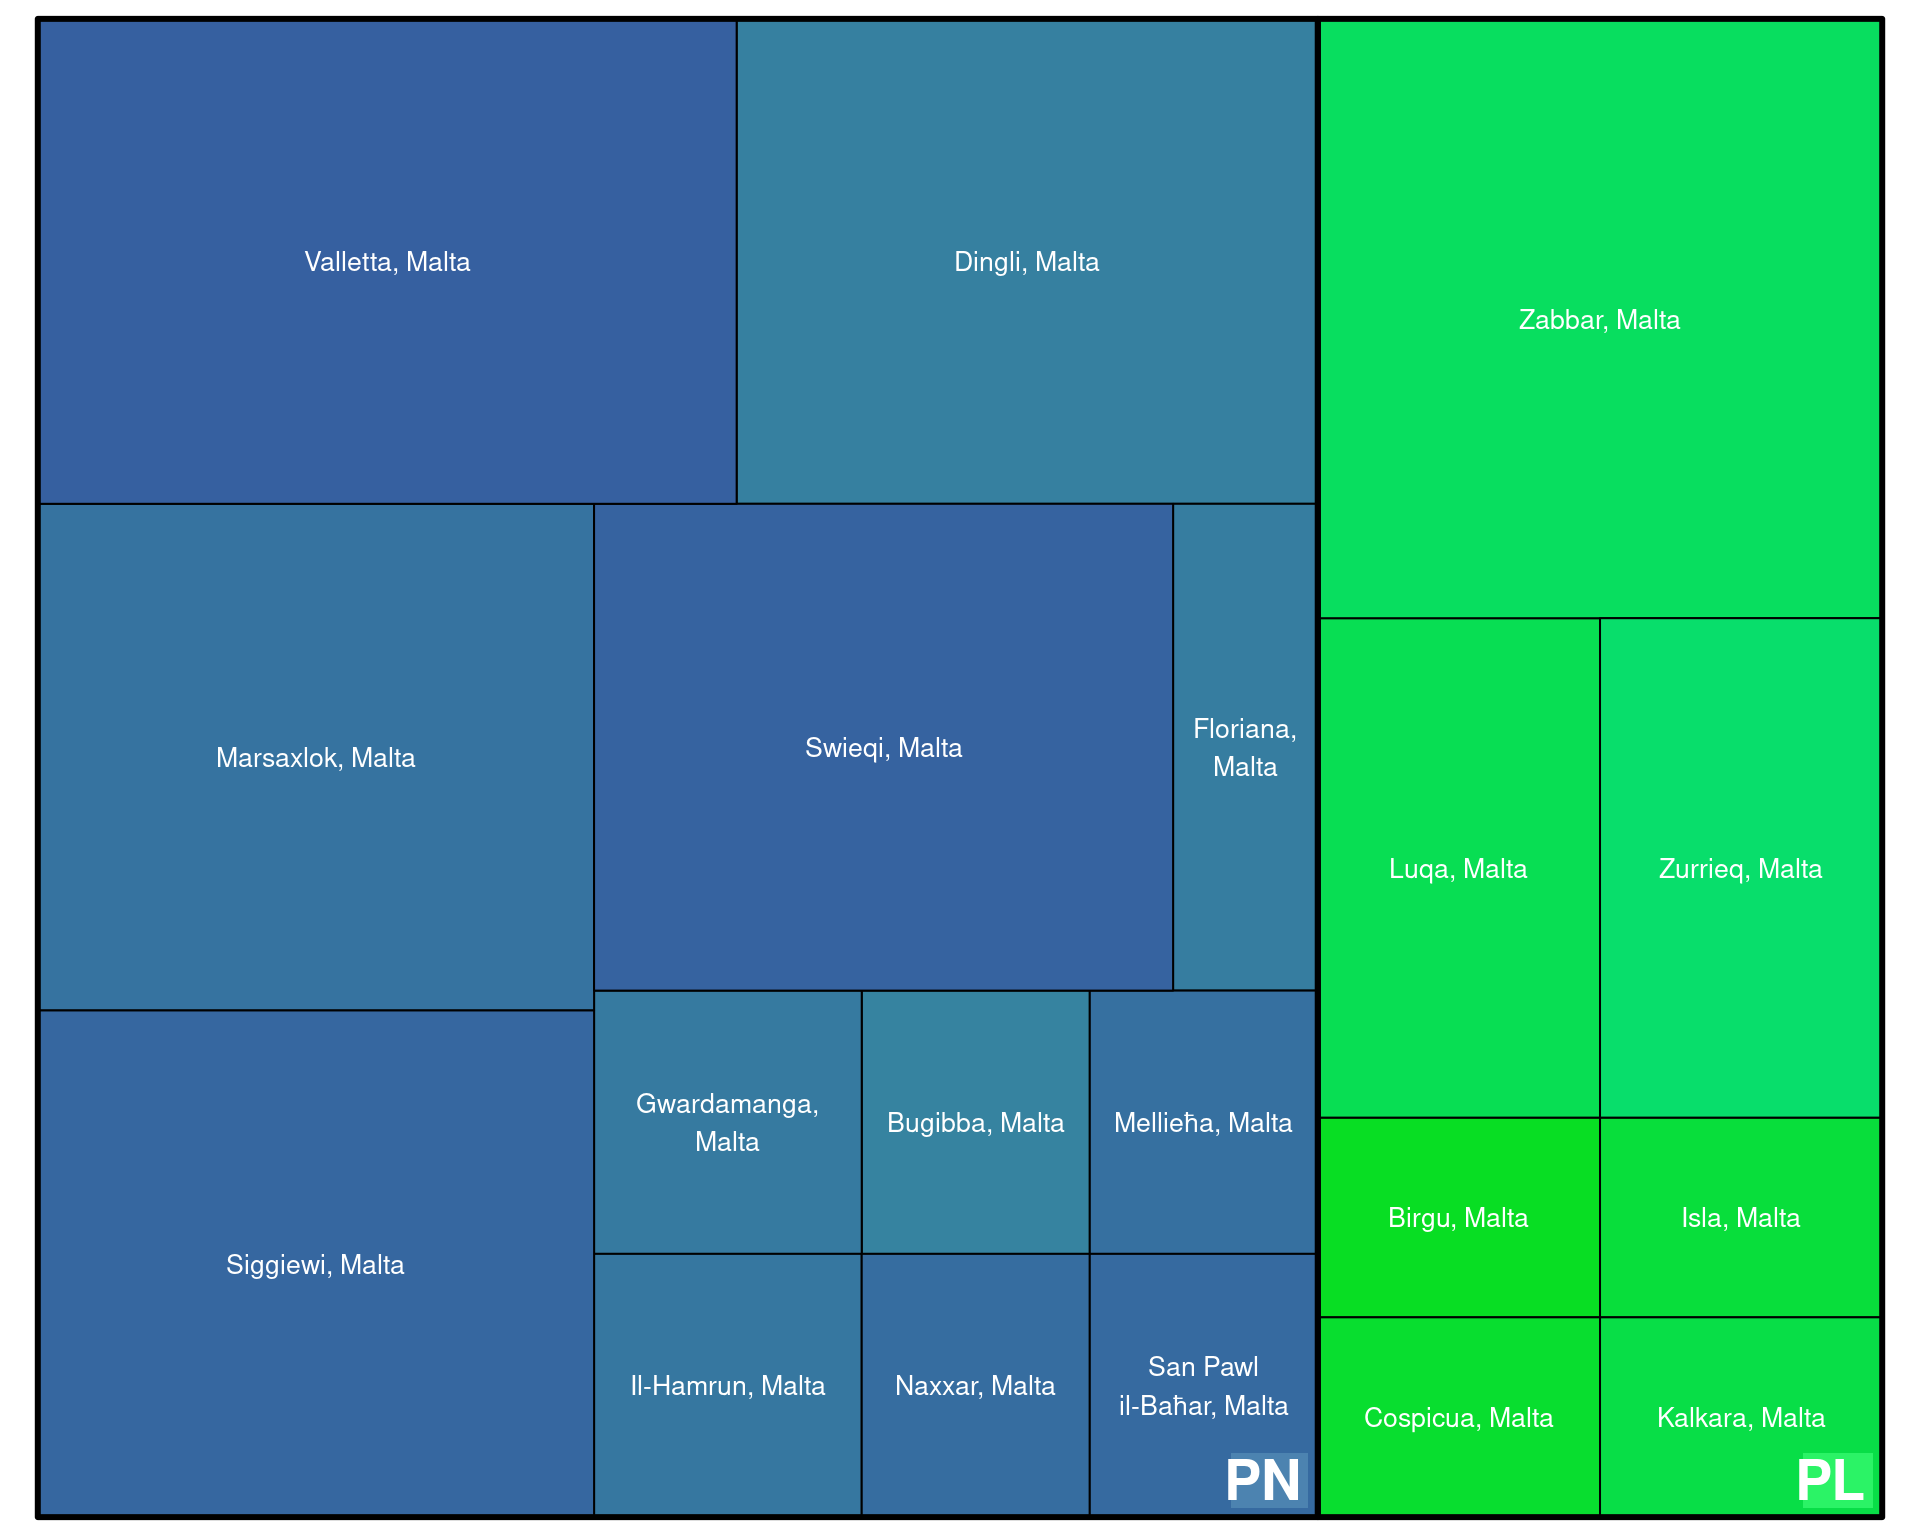 Valletta, Malta
Dingli, Malta
Zabbar, Malta
Marsaxlok, Malta
Swieqi, Malta
Floriana,
Malta
Luqa, Malta
Zurrieq, Malta
Siggiewi, Malta
Gwardamanga,
Malta
Bugibba, Malta
Mellieħa, Malta
Birgu, Malta
Isla, Malta
Il-Hamrun, Malta
Naxxar, Malta
San Pawl
il-Baħar, Malta
Cospicua, Malta
Kalkara, Malta
PN
PL